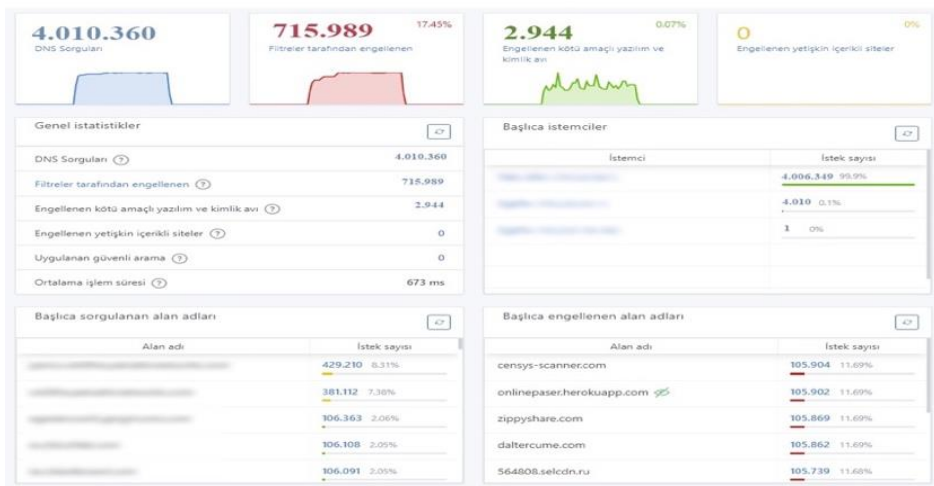 4.010.360
DNS Sorguları
715.989
17.45%
Filtreler tarafından engellenen
2.944
0.07%
Engellenen kötü amaçlı yazılım ve
kimlik avı
0
0%
Engellenen yetişkin içerikli siteler
Genel istatistikler
DNS Sorguları (?) 4.010.360
Filtreler tarafından engellenen (?) 715.989
Engellenen kötü amaçlı yazılım ve kimlik avı (?) 2.944
Engellenen yetişkin içerikli siteler (?) 0
Uygulanan güvenli arama (?) 0
Ortalama işlem süresi (?) 673 ms
Başlıca istemciler
İstemci İstek sayısı
4.006.349 99.9%
4.010 0.1%
1 0%
Başlıca sorgulanan alan adları
Alan adı İstek sayısı
429.210 8.31%
381.112 7.38%
106.363 2.06%
106.108 2.05%
106.091 2.05%
Başlıca engellenen alan adları
Alan adı İstek sayısı
censys-scanner.com 105.904 11.69%
onlinepaser.herokuapp.com 105.902 11.69%
zippyshare.com 105.869 11.69%
daltercume.com 105.862 11.69%
564808.selcdn.ru 105.739 11.68%